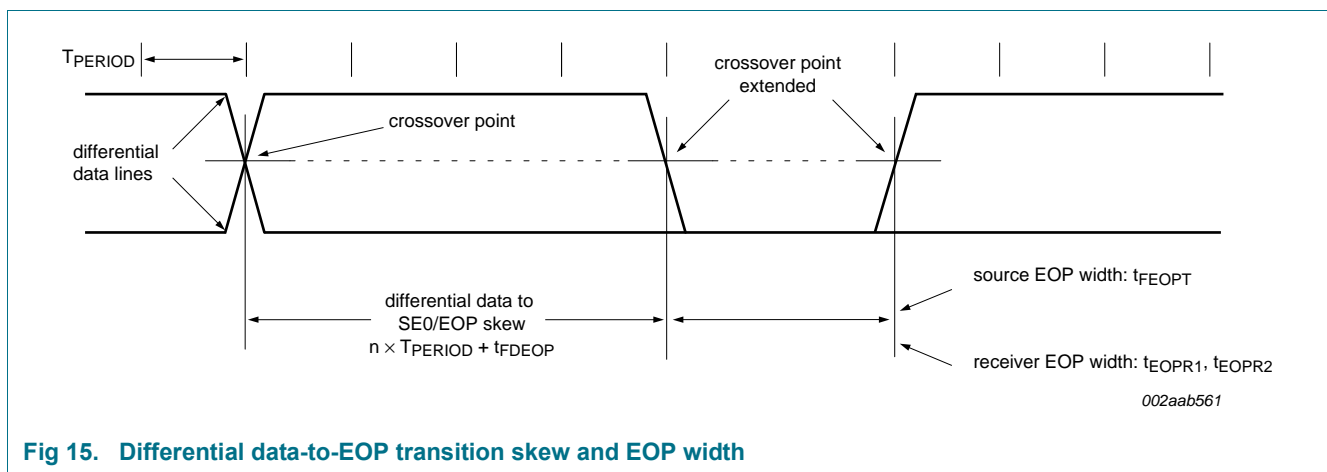 TPERIOD
crossover point
extended
crossover point
differential
data lines
differential data to
SE0/EOP skew
n × TPERIOD + tFDEOP
source EOP width: tFEOPT
receiver EOP width: tEOPR1, tEOPR2
002aab561
Fig 15. Differential data-to-EOP transition skew and EOP width